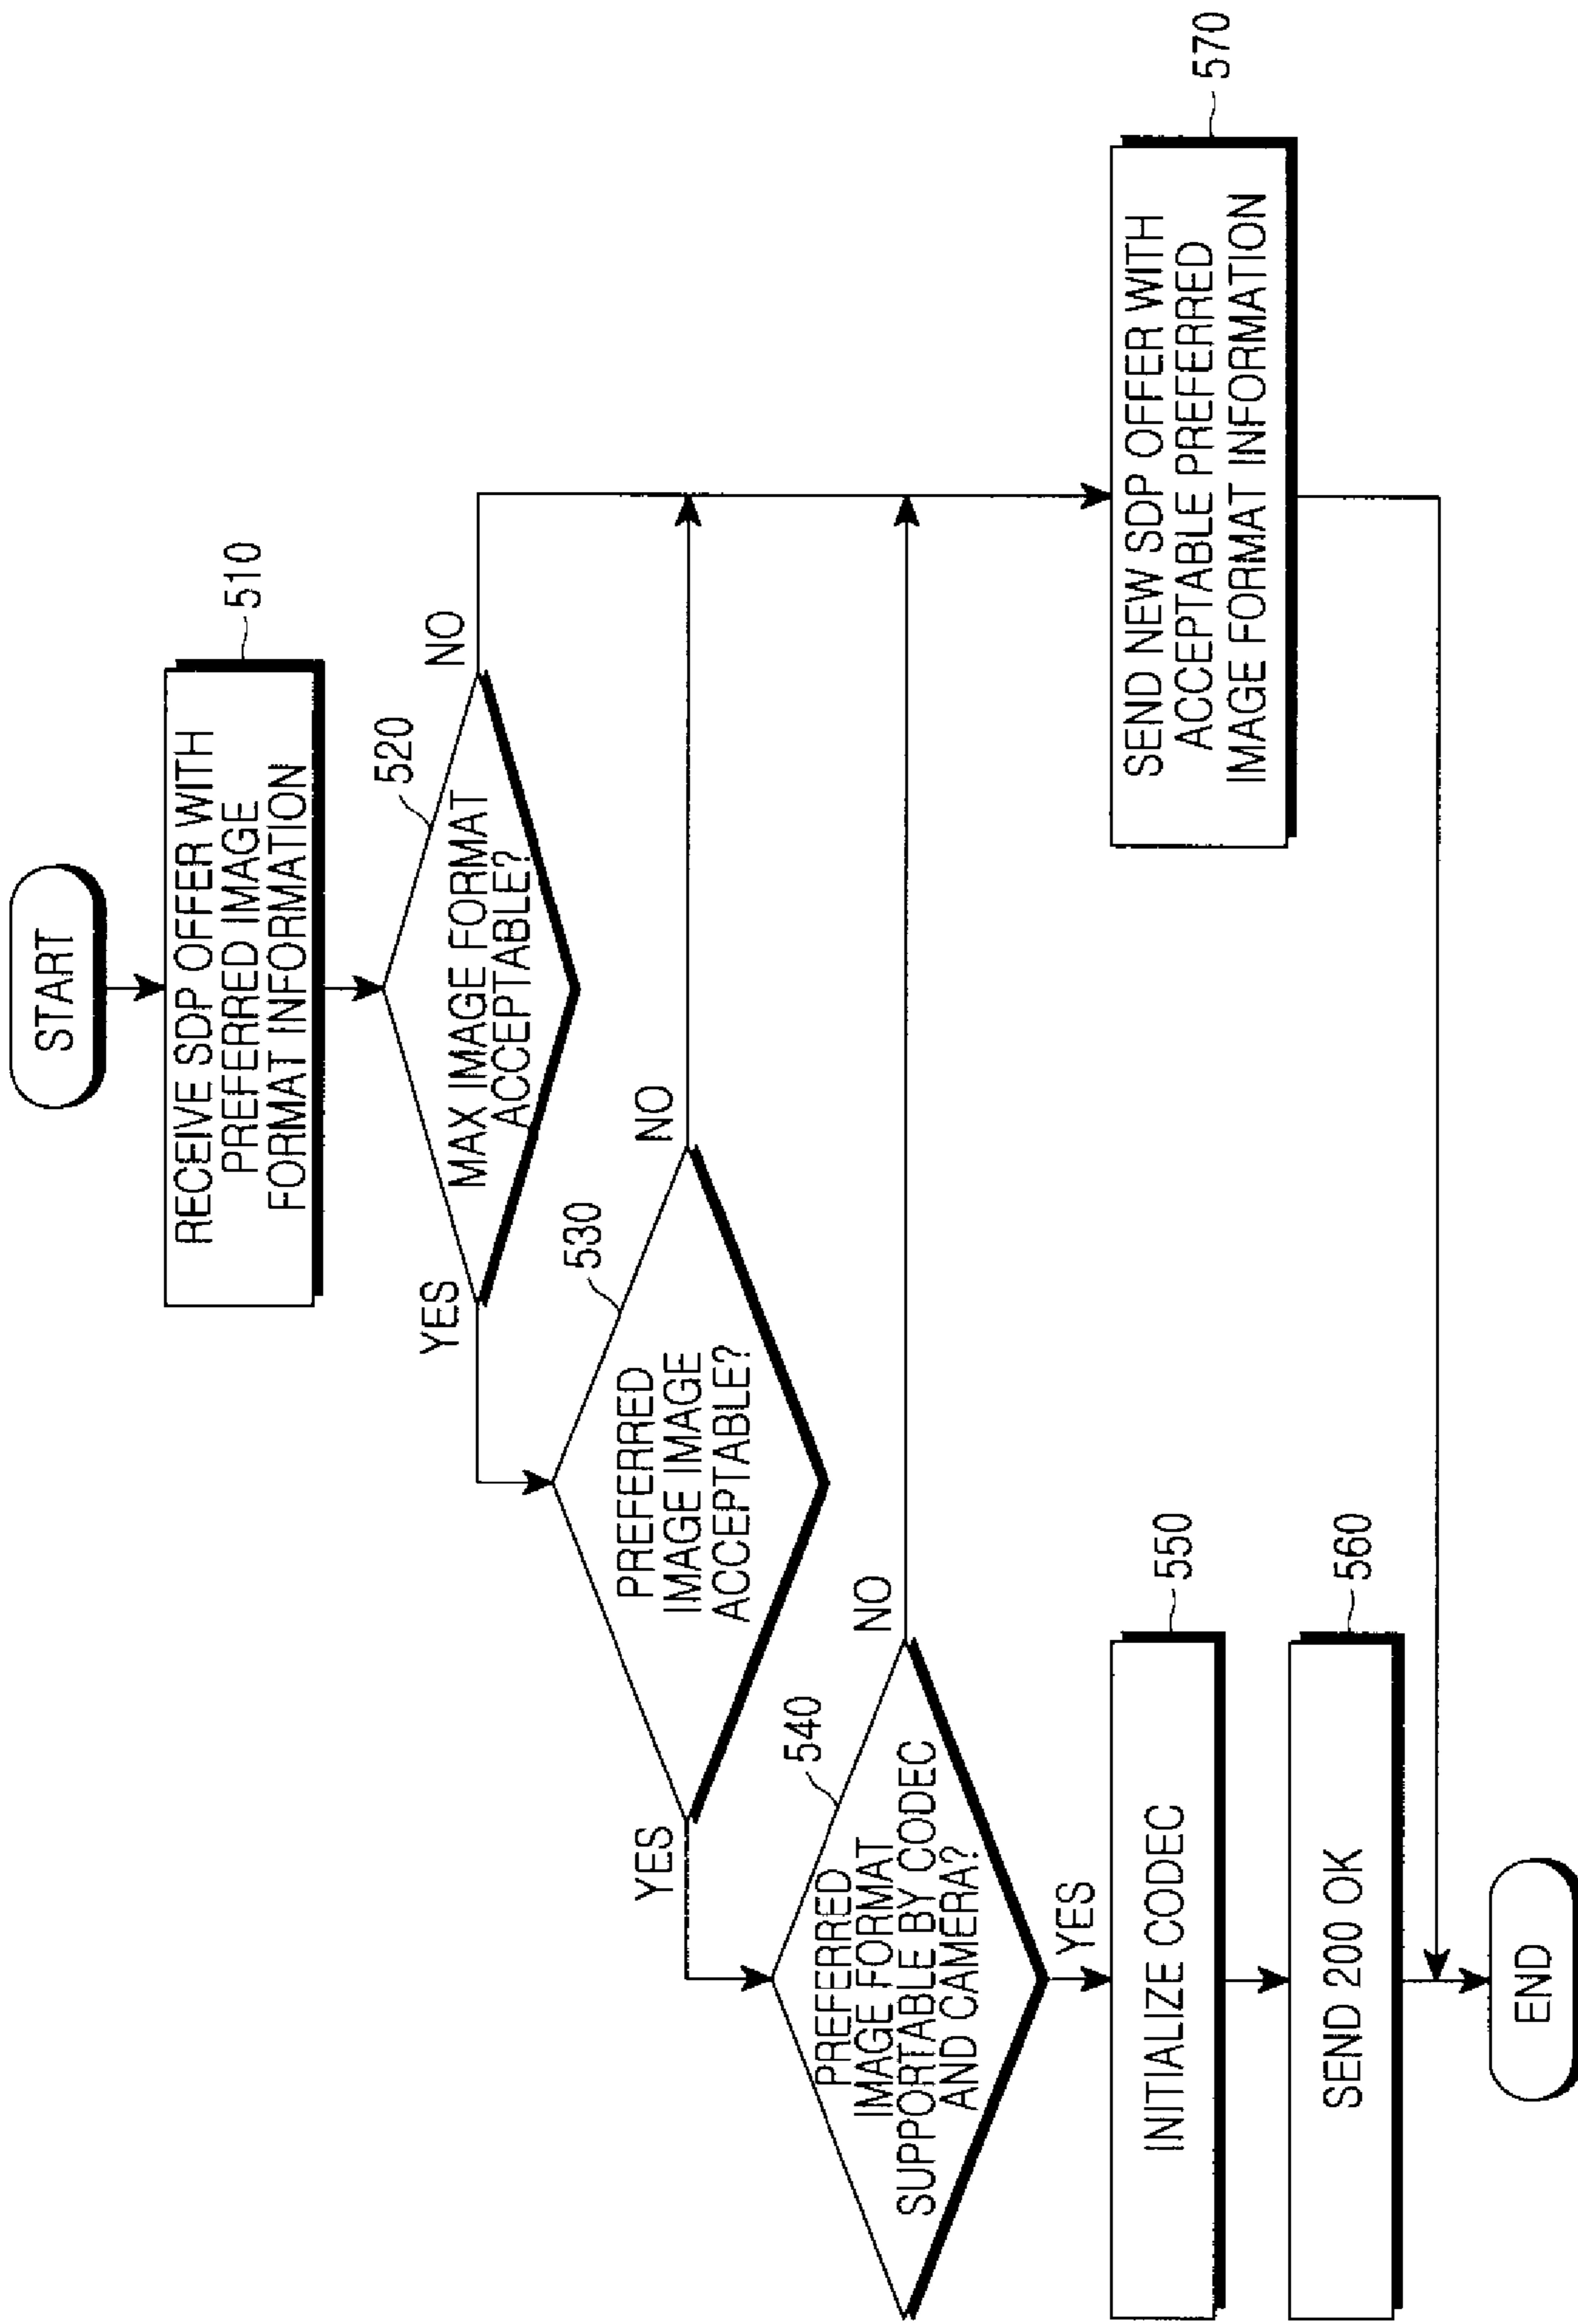 START
RECEIVE SDP OFFER WITH
PREFERRED IMAGE
FORMAT INFORMATION
510
520
MAX IMAGE FORMAT
ACCEPTABLE?
YES
NO
530
PREFERRED
IMAGE IMAGE
ACCEPTABLE?
YES
NO
540
PREFERRED
IMAGE FORMAT
SUPPORTABLE BY CODEC
AND CAMERA?
NO
YES
INITIALIZE CODEC
550
SEND 200 OK
560
SEND NEW SDP OFFER WITH
ACCEPTABLE PREFERRED
IMAGE FORMAT INFORMATION
570
END